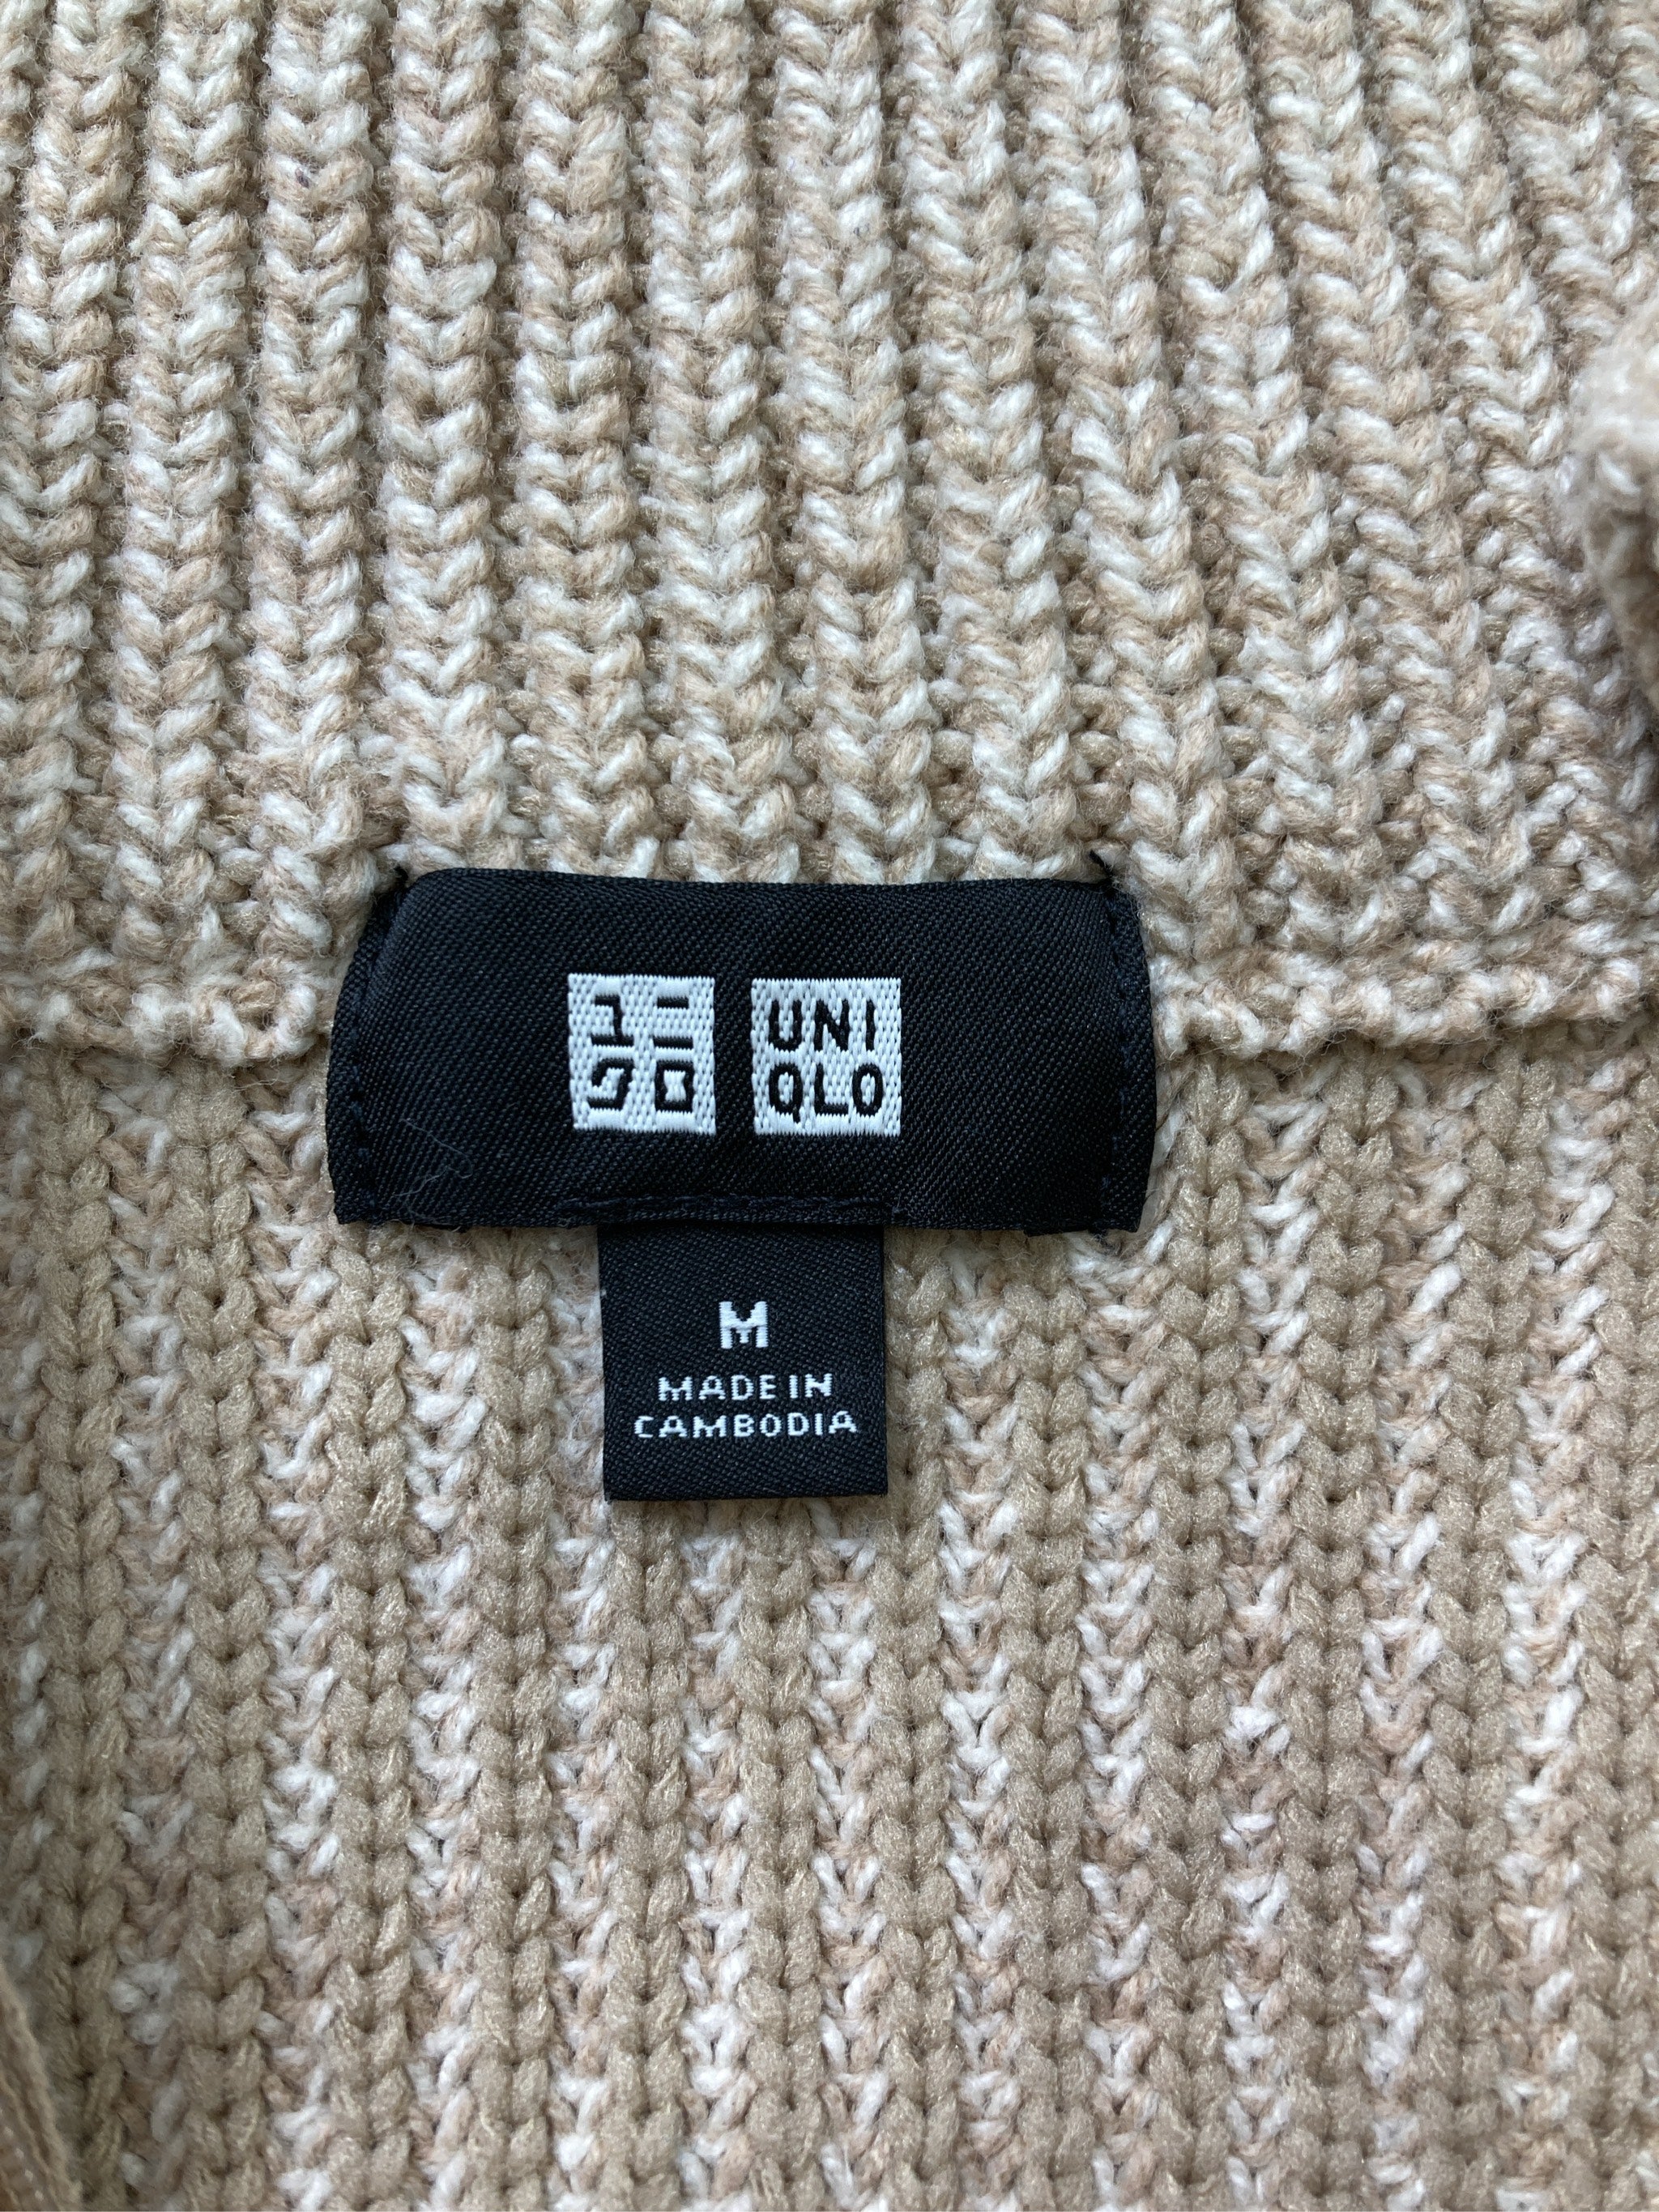 ユニ UNI
クロ QLO
M
MADE IN
CAMBODIA